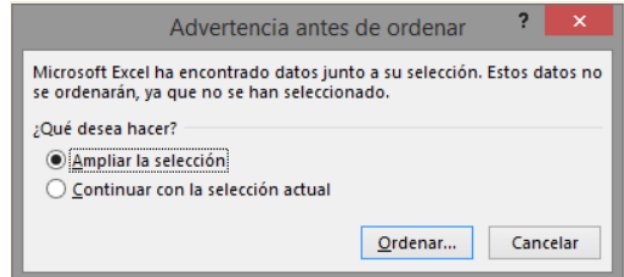 Advertencia antes de ordenar
?
×
Microsoft Excel ha encontrado datos junto a su selección. Estos datos no
se ordenarán, ya que no se han seleccionado.
¿Qué desea hacer?
Ampliar la selección
Continuar con la selección actual
Ordenar... Cancelar